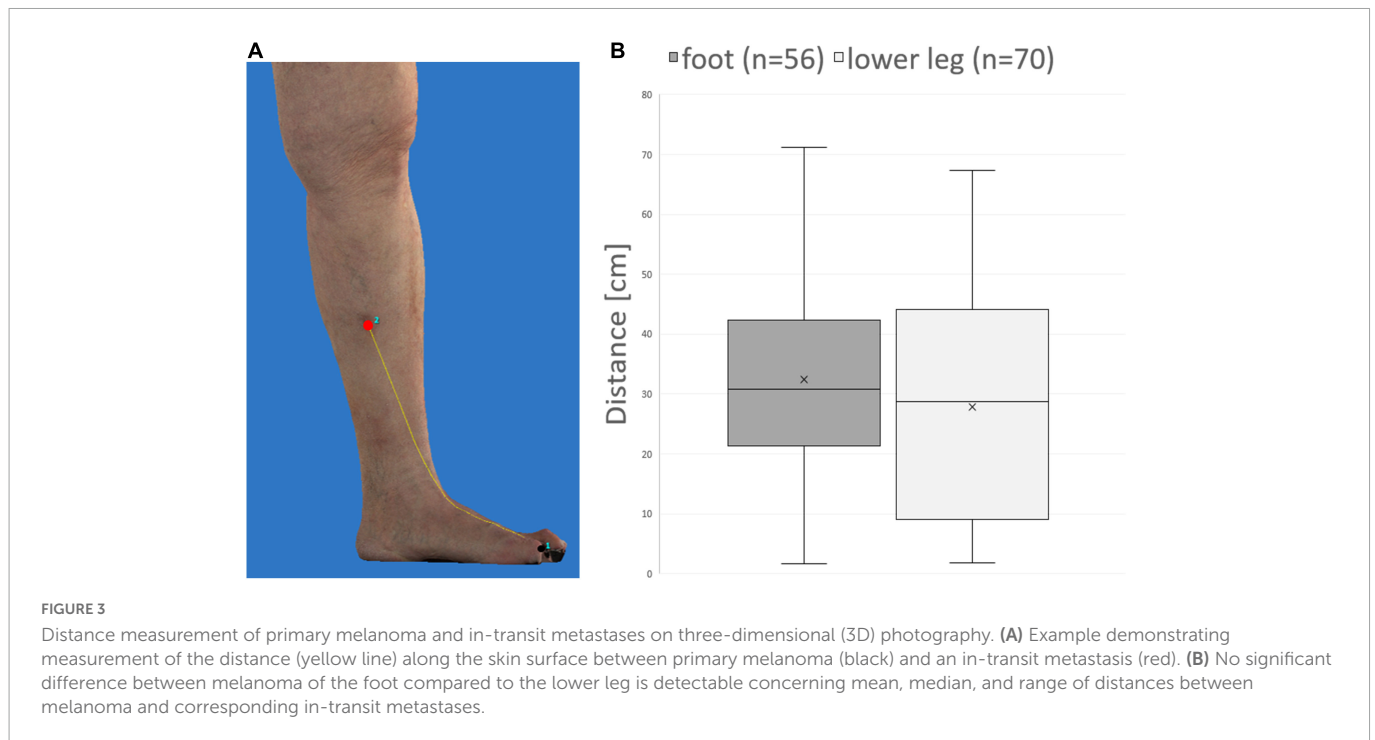 A
B
foot (n=56) lower leg (n=70)
80
70
60
50
40
30
20
10
0
Distance [cm]
2
1
FIGURE 3
Distance measurement of primary melanoma and in-transit metastases on three-dimensional (3D) photography. (A) Example demonstrating
measurement of the distance (yellow line) along the skin surface between primary melanoma (black) and an in-transit metastasis (red). (B) No significant
difference between melanoma of the foot compared to the lower leg is detectable concerning mean, median, and range of distances between
melanoma and corresponding in-transit metastases.